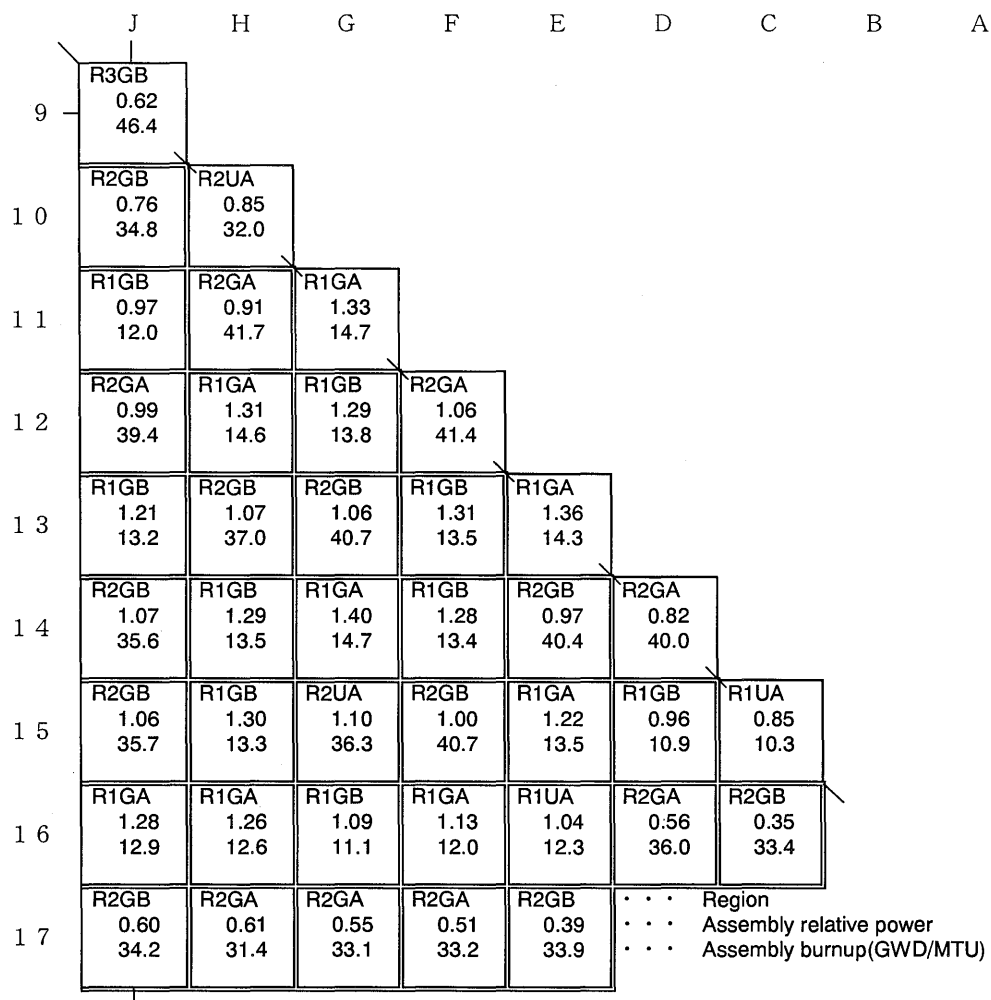 J H G F E D C B A
9
R3GB
0.62
46.4
10
R2GB R2UA
0.76 0.85
34.8 32.0
11
R1GB R2GA R1GA
0.97 0.91 1.33
12.0 41.7 14.7
12
R2GA R1GA R1GB R2GA
0.99 1.31 1.29 1.06
39.4 14.6 13.8 41.4
13
R1GB R2GB R2GB R1GB R1GA
1.21 1.07 1.06 1.31 1.36
13.2 37.0 40.7 13.5 14.3
14
R2GB R1GB R1GA R1GB R2GB R2GA
1.07 1.29 1.40 1.28 0.97 0.82
35.6 13.5 14.7 13.4 40.4 40.0
15
R2GB R1GB R2UA R2GB R1GA R1GB R1UA
1.06 1.30 1.10 1.00 1.22 0.96 0.85
35.7 13.3 36.3 40.7 13.5 10.9 10.3
16
R1GA R1GA R1GB R1GA R1UA R2GA R2GB
1.28 1.26 1.09 1.13 1.04 0.56 0.35
12.9 12.6 11.1 12.0 12.3 36.0 33.4
17
R2GB R2GA R2GA R2GA R2GB · · · Region
0.60 0.61 0.55 0.51 0.39 · · · Assembly relative power
34.2 31.4 33.1 33.2 33.9 · · · Assembly burnup(GWD/MTU)